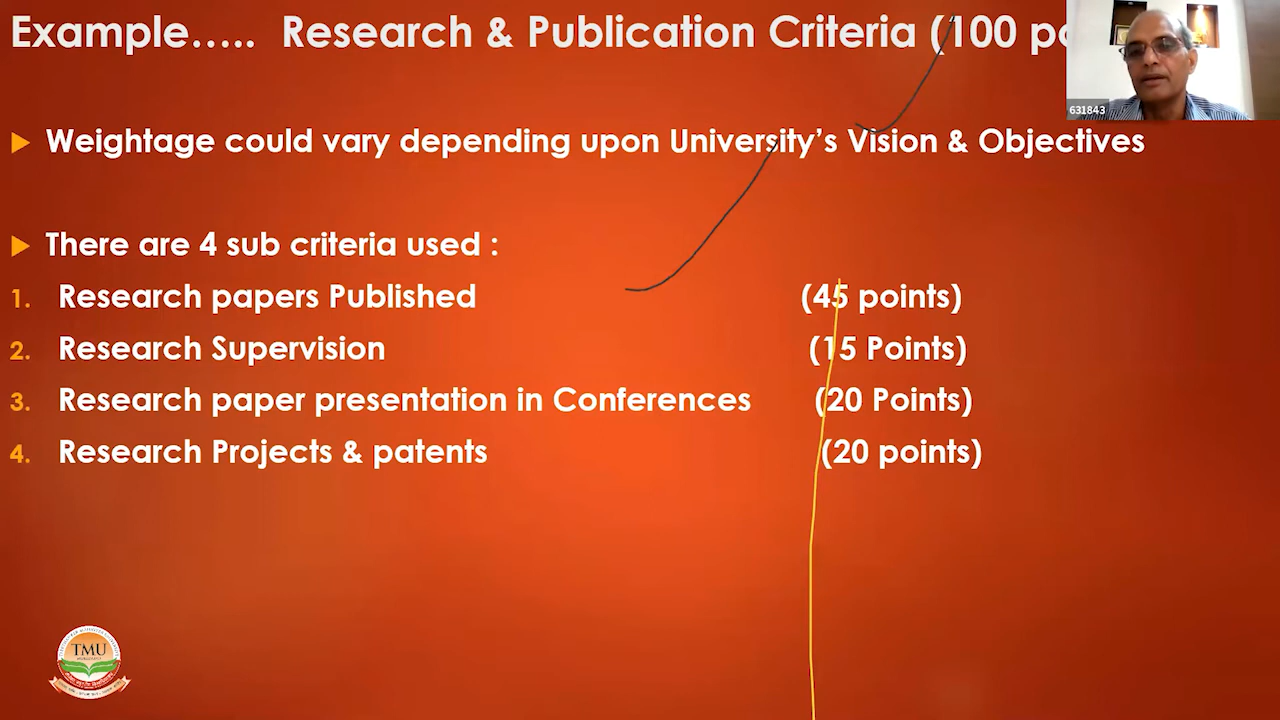 Example..... Research & Publication Criteria (100
631843
Weightage could vary depending upon University's Vision & Objectives
There are 4 sub criteria used :
1. Research papers Published (45 points)
2. Research Supervision (15 Points)
3. Research paper presentation in Conferences (20 Points)
4. Research Projects & patents (20 points)
TMU